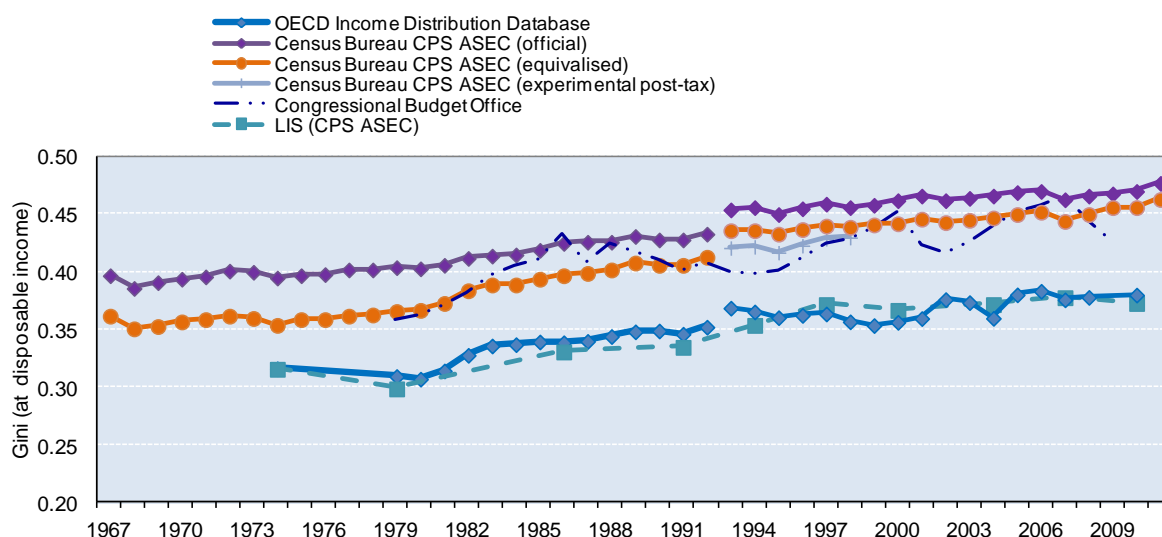 OECD Income Distribution Database
Census Bureau CPS ASEC (official)
Census Bureau CPS ASEC (equivalised)
Census Bureau CPS ASEC (experimental post-tax)
Congressional Budget Office
LIS (CPS ASEC)
Gini (at disposable income)
0.50
0.45
0.40
0.35
0.30
0.25
0.20
1967 1970 1973 1976 1979 1982 1985 1988 1991 1994 1997 2000 2003 2006 2009